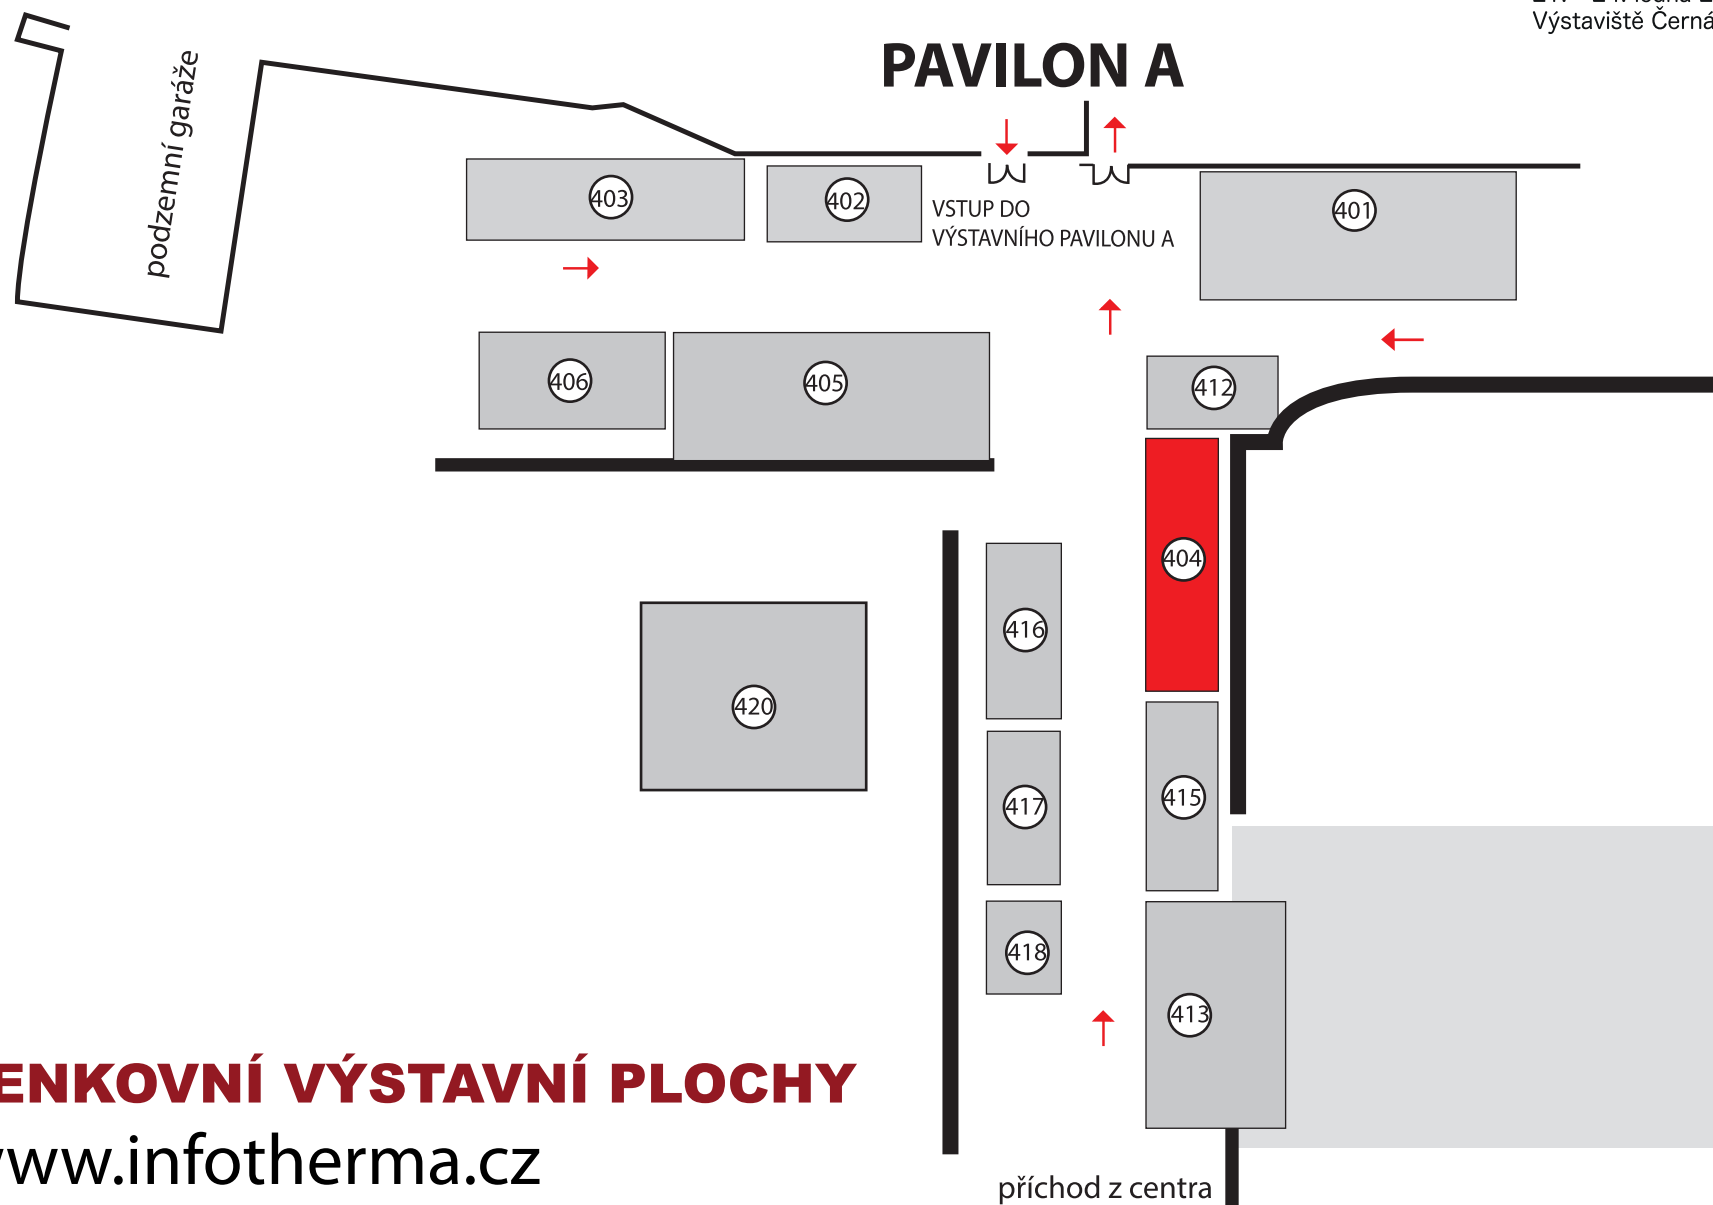 Výstaviště Černá
PAVILON A
podzemní garáže
403
402
401
VSTUP DO
VÝSTAVNÍHO PAVILONU A
406
405
412
404
416
420
417
415
418
413
ENKOVNÍ VÝSTAVNÍ PLOCHY
www.infotherma.cz
příchod z centra